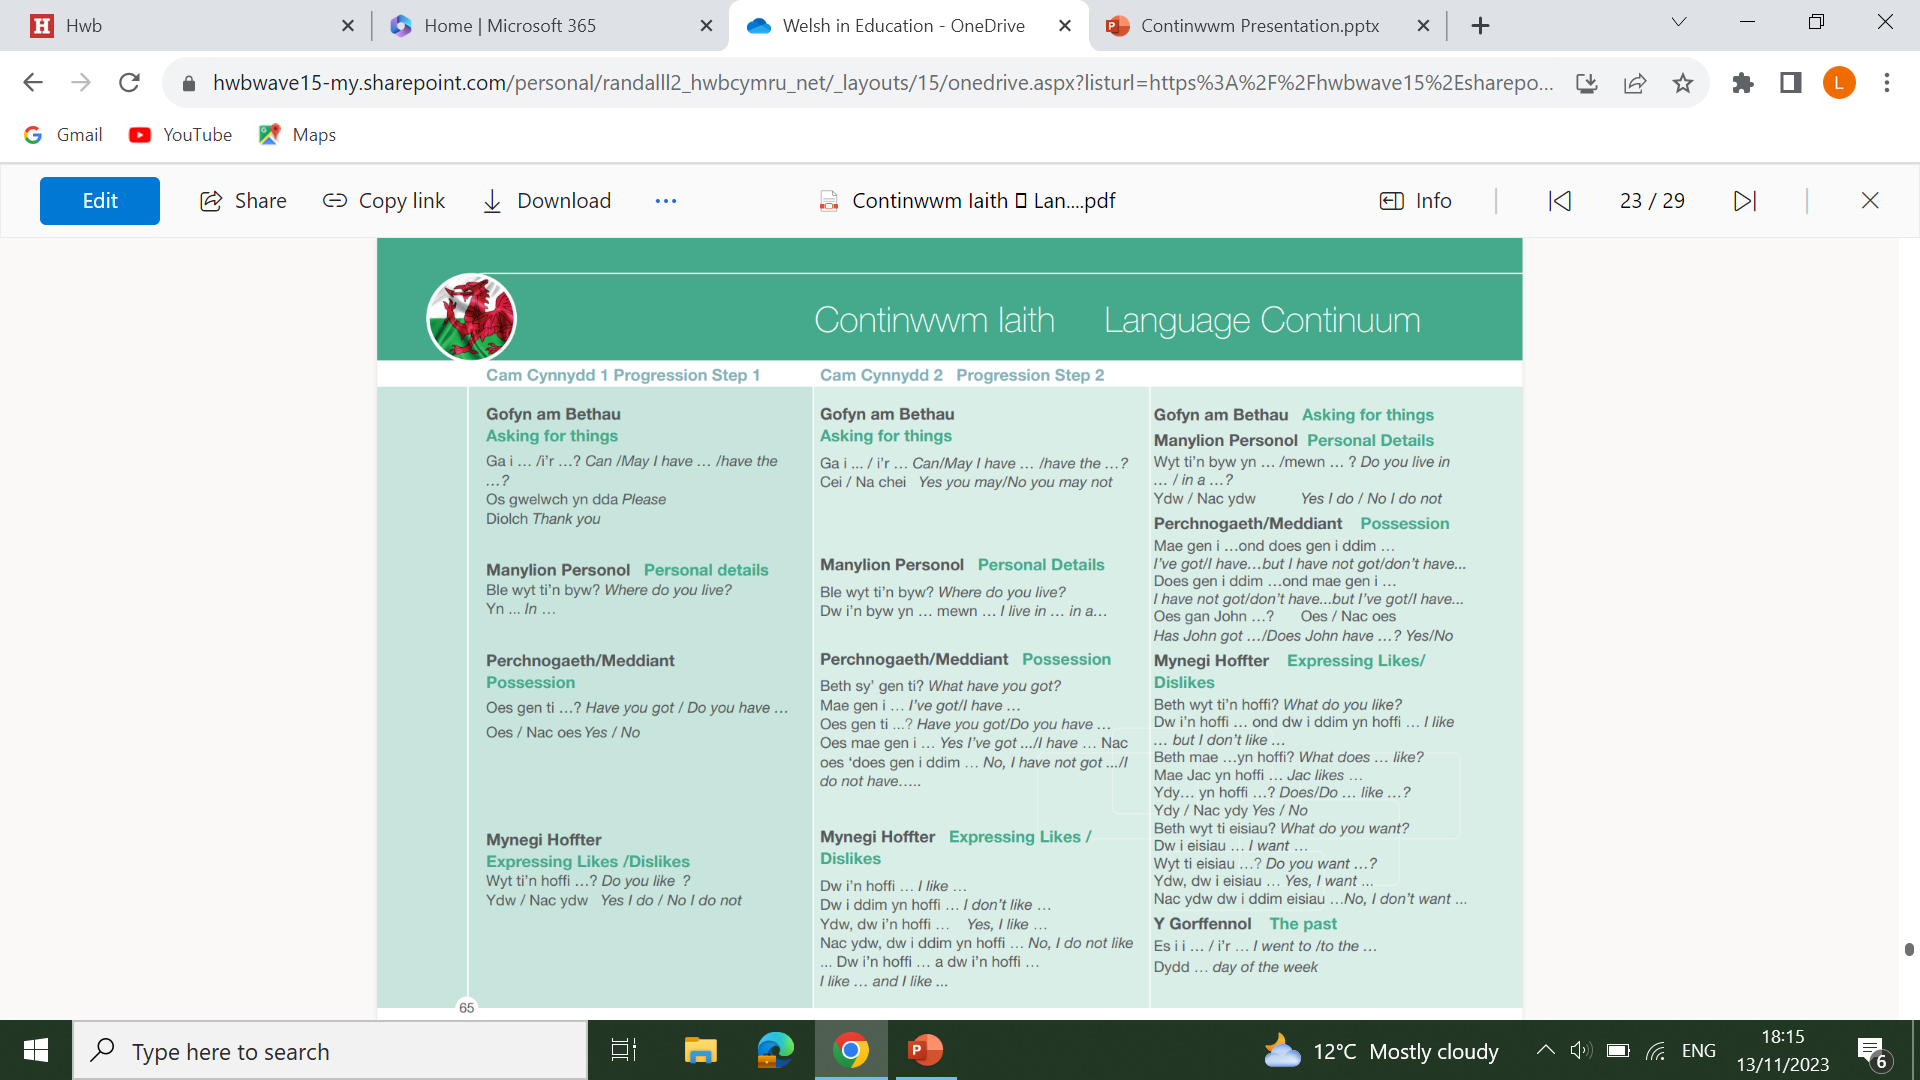 Hwb
Home | Microsoft 365
Welsh in Education - OneDrive
Continwwm Presentation.pptx
hwbwave15-my.sharepoint.com/personal/randalll2_hwbcymru_net/_layouts/15/onedrive.aspx?listurl=https%3A%2F%2Fhwbwave15%2Esharepo...
L
Gmail
YouTube
Maps
Edit
Share
Copy link
Download
Continwwm Iaith ▯ Lan....pdf
Info
23 / 29
Continwwm Iaith Language Continuum
Cam Cynnydd 1 Progression Step 1
Cam Cynnydd 2 Progression Step 2
Gofyn am Bethau
Asking for things
Ga i … /i’r …? Can /May I have … /have the
…?
Os gwelwch yn dda Please
Diolch Thank you
Manylion Personol Personal details
Ble wyt ti’n byw? Where do you live?
Yn ... In …
Perchnogaeth/Meddiant
Possession
Oes gen ti …? Have you got / Do you have …
Oes / Nac oes Yes / No
Mynegi Hoffter
Expressing Likes /Dislikes
Wyt ti’n hoffi …? Do you like ?
Ydw / Nac ydw Yes I do / No I do not
65
Gofyn am Bethau
Asking for things
Ga i ... / i’r … Can/May I have … /have the …?
Cei / Na chei Yes you may/No you may not
Manylion Personol Personal Details
Ble wyt ti’n byw? Where do you live?
Dw i’n byw yn … mewn … I live in … in a…
Perchnogaeth/Meddiant Possession
Beth sy’ gen ti? What have you got?
Mae gen i … I’ve got/I have …
Oes gen ti ...? Have you got/Do you have …
Oes mae gen i … Yes I’ve got .../I have … Nac
oes ‘does gen i ddim … No, I have not got .../I
do not have…..
Mynegi Hoffter Expressing Likes /
Dislikes
Dw i’n hoffi … I like …
Dw i ddim yn hoffi … I don’t like …
Ydw, dw i’n hoffi … Yes, I like …
Nac ydw, dw i ddim yn hoffi … No, I do not like
... Dw i’n hoffi … a dw i’n hoffi …
I like … and I like ...
Gofyn am Bethau Asking for things
Manylion Personol Personal Details
Wyt ti’n byw yn … /mewn … ? Do you live in
… / in a …?
Ydw / Nac ydw Yes I do / No I do not
Perchnogaeth/Meddiant Possession
Mae gen i …ond does gen i ddim …
I’ve got/I have…but I have not got/don’t have...
Does gen i ddim …ond mae gen i …
I have not got/don’t have...but I’ve got/I have...
Oes gan John …? Oes / Nac oes
Has John got …/Does John have …? Yes/No
Mynegi Hoffter Expressing Likes/
Dislikes
Beth wyt ti’n hoffi? What do you like?
Dw i’n hoffi … ond dw i ddim yn hoffi … I like
… but I don’t like …
Beth mae …yn hoffi? What does … like?
Mae Jac yn hoffi … Jac likes …
Ydy… yn hoffi …? Does/Do … like …?
Ydy / Nac ydy Yes / No
Beth wyt ti eisiau? What do you want?
Dw i eisiau … I want …
Wyt ti eisiau …? Do you want …?
Ydw, dw i eisiau … Yes, I want ...
Nac ydw dw i ddim eisiau …No, I don’t want ...
Y Gorffennol The past
Es i i … / i’r … I went to /to the …
Dydd … day of the week
Type here to search
12°C Mostly cloudy
ENG
18:15
13/11/2023
6